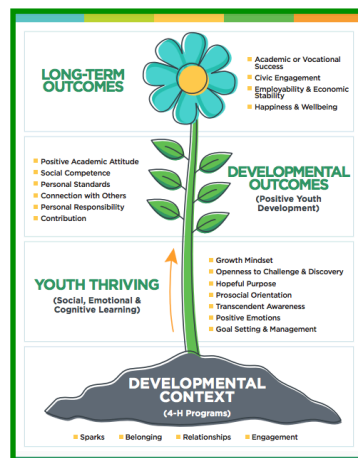 LONG-TERM
OUTCOMES
Academic or Vocational
Success
Civic Engagement
Employability & Economic
Stability
Happiness & Wellbeing
Positive Academic Attitude
Social Competence
Personal Standards
Connection with Others
Personal Responsibility
Contribution
DEVELOPMENTAL
OUTCOMES
(Positive Youth
Development)
YOUTH THRIVING
(Social, Emotional &
Cognitive Learning)
Growth Mindset
Openness to Challenge & Discovery
Hopeful Purpose
Prosocial Orientation
Transcendent Awareness
Positive Emotions
Goal Setting & Management
DEVELOPMENTAL
CONTEXT
(4-H Programs)
Sparks Belonging Relationships Engagement